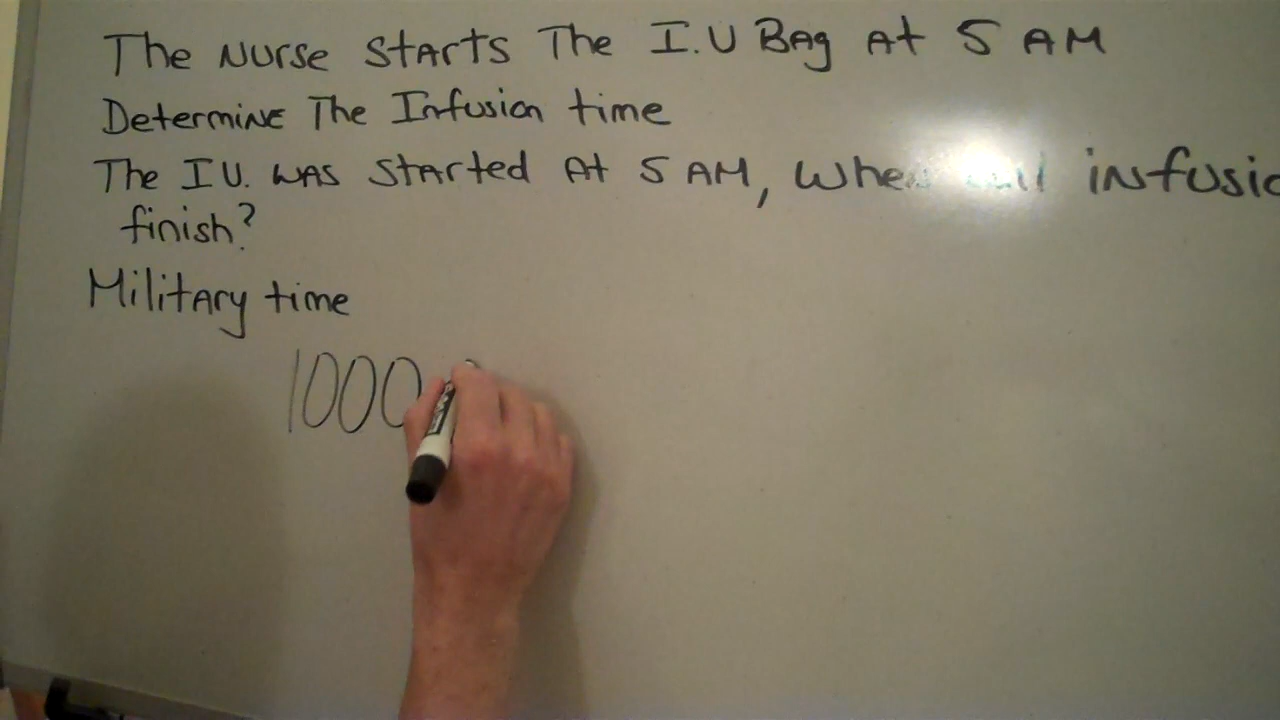 The Nurse Starts The I.U Bag At 5 AM
Determine The Infusion time
The I U. was Started At 5 AM, When will infusio
finish?
Military time
1000